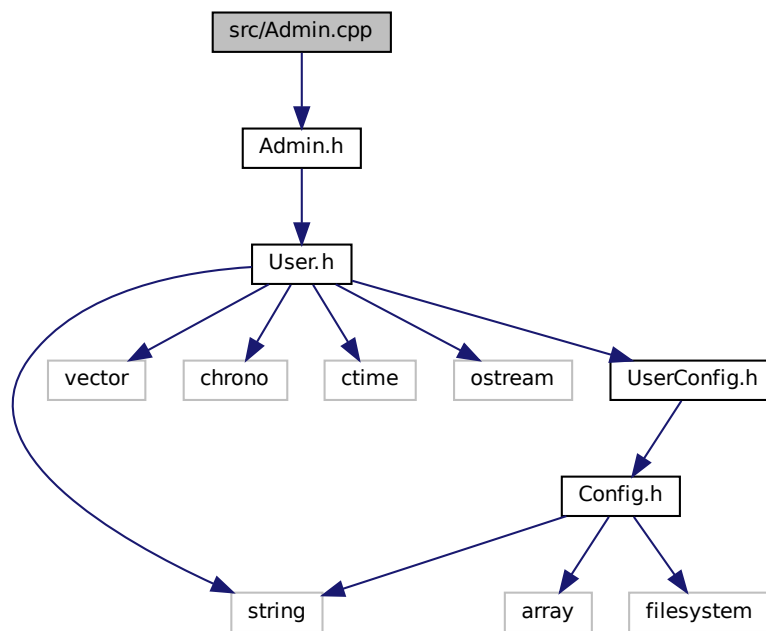 src/Admin.cpp
Admin.h
User.h
vector
chrono
ctime
ostream
UserConfig.h
Config.h
string
array
filesystem